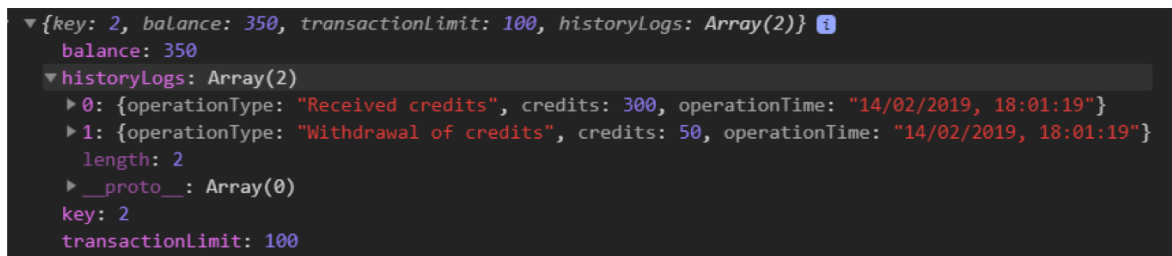 ▼{key: 2, balance: 350, transactionLimit: 100, historyLogs: Array(2)} i
balance: 350
▼historyLogs: Array(2)
▶0: {operationType: "Received credits", credits: 300, operationTime: "14/02/2019, 18:01:19"}
▶1: {operationType: "Withdrawal of credits", credits: 50, operationTime: "14/02/2019, 18:01:19"}
length: 2
▶__proto__: Array(0)
key: 2
transactionLimit: 100